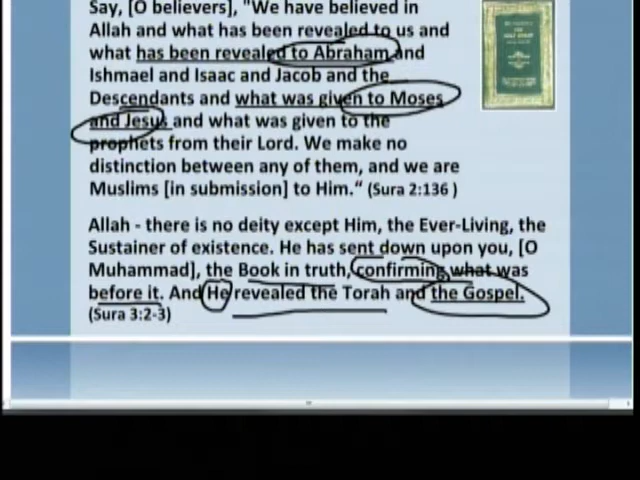 Say, [O believers], "We have believed in
Allah and what has been revealed to us and
what has been revealed to Abraham and
Ishmael and Isaac and Jacob and the
Descendants and what was given to Moses
and Jesus and what was given to the
prophets from their Lord. We make no
distinction between any of them, and we are
Muslims [in submission] to Him.“ (Sura 2:136 )
Allah - there is no deity except Him, the Ever-Living, the
Sustainer of existence. He has sent down upon you, [O
Muhammad], the Book in truth, confirming what was
before it. And He revealed the Torah and the Gospel.
(Sura 3:2-3)